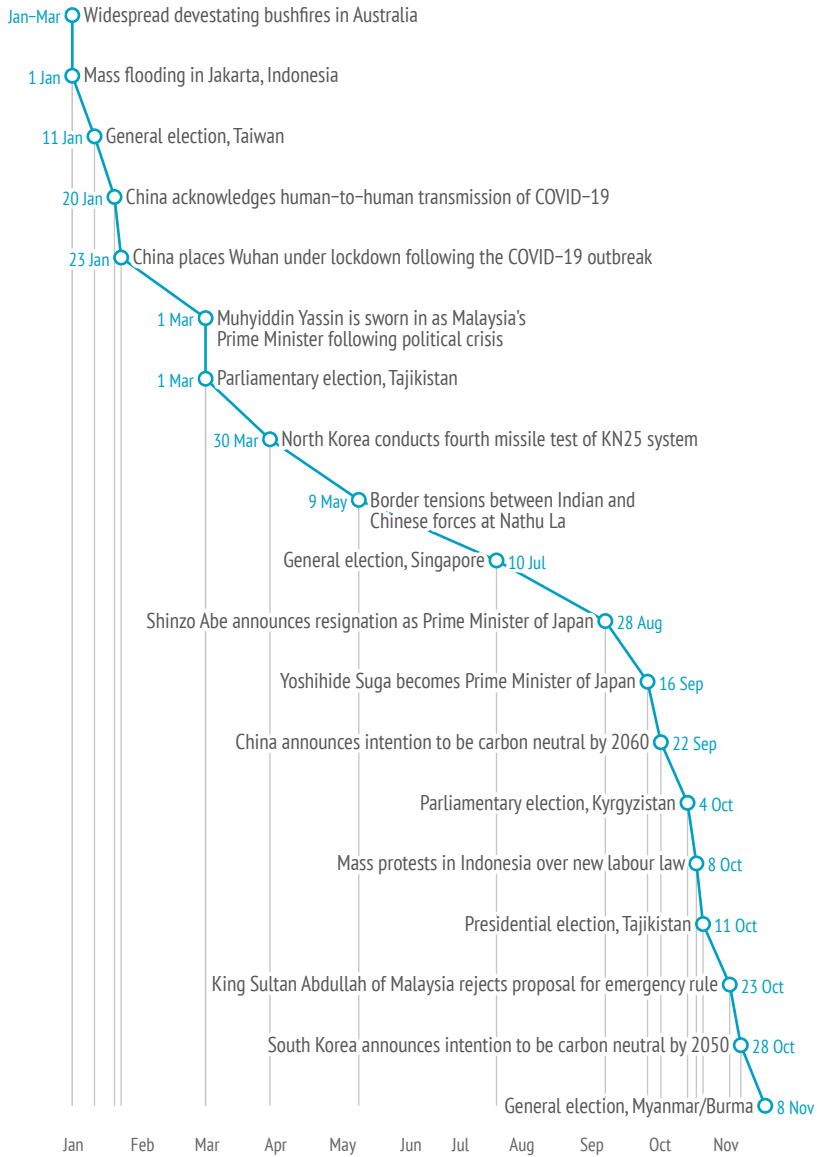 Jan–Mar Widespread devestating bushfires in Australia
1 Jan Mass flooding in Jakarta, Indonesia
11 Jan General election, Taiwan
20 Jan China acknowledges human–to–human transmission of COVID–19
23 Jan China places Wuhan under lockdown following the COVID–19 outbreak
1 Mar Muhyiddin Yassin is sworn in as Malaysia's
Prime Minister following political crisis
1 Mar Parliamentary election, Tajikistan
30 Mar North Korea conducts fourth missile test of KN25 system
9 May Border tensions between Indian and
Chinese forces at Nathu La
General election, Singapore 10 Jul
Shinzo Abe announces resignation as Prime Minister of Japan 28 Aug
Yoshihide Suga becomes Prime Minister of Japan 16 Sep
China announces intention to be carbon neutral by 2060 22 Sep
Parliamentary election, Kyrgyzistan 4 Oct
Mass protests in Indonesia over new labour law 8 Oct
Presidential election, Tajikistan 11 Oct
King Sultan Abdullah of Malaysia rejects proposal for emergency rule 23 Oct
South Korea announces intention to be carbon neutral by 2050 28 Oct
General election, Myanmar/Burma 8 Nov
Jan Feb Mar Apr May Jun Jul Aug Sep Oct Nov